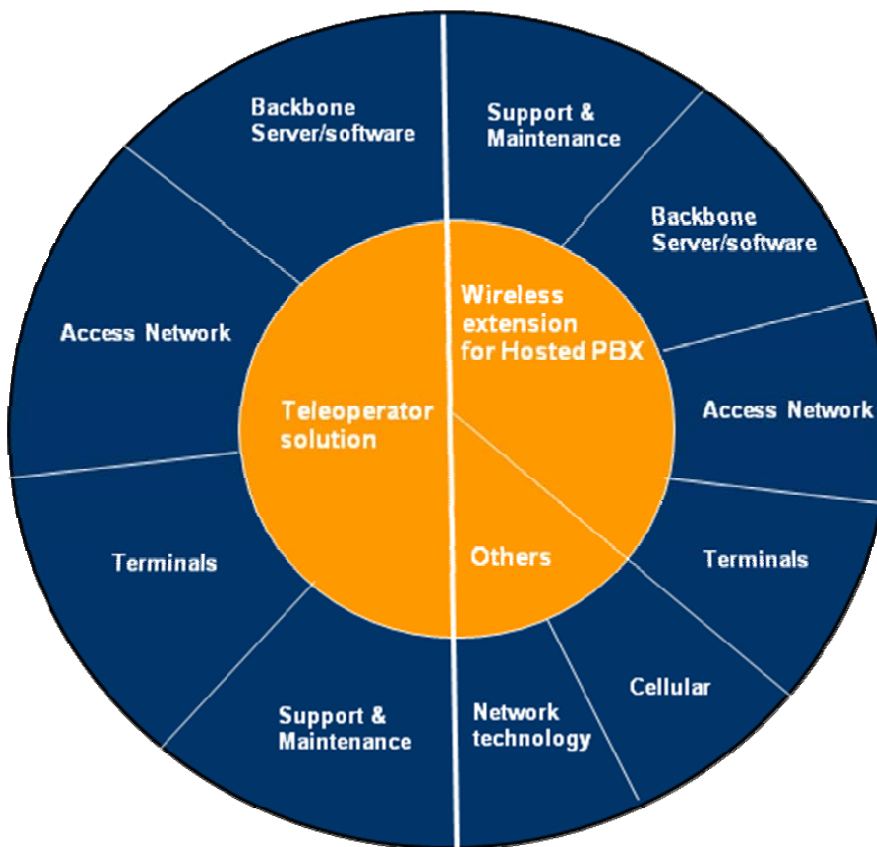 Backbone
Server/software
Support &
Maintenance
Backbone
Server/software
Access Network
Access Network
Terminals
Terminals
Support &
Maintenance
Network
technology
Cellular
Wireless
extension
for Hosted PBX
Teleoperator
solution
Others